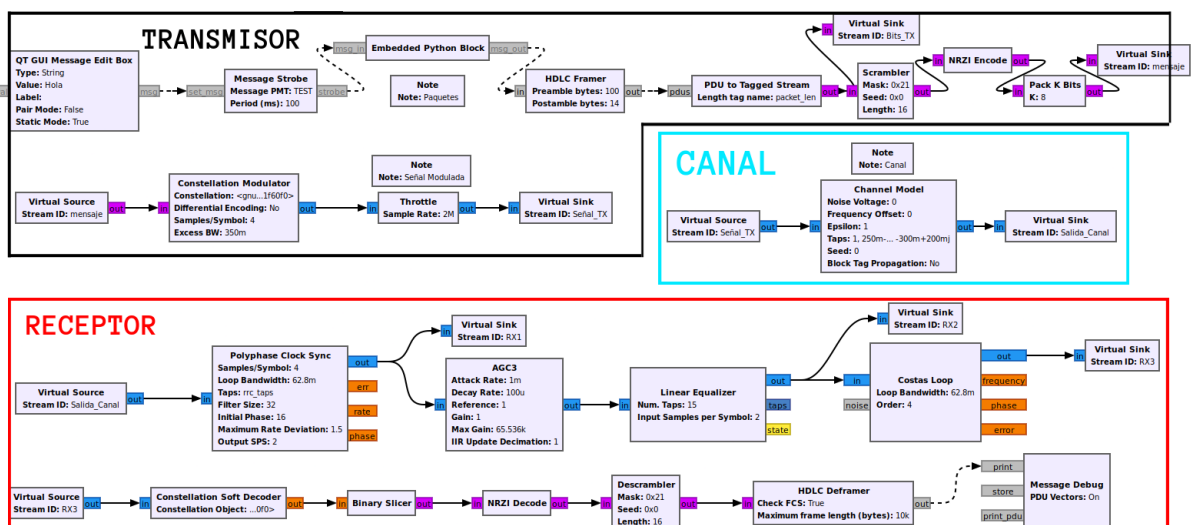 TRANSMISOR
QT GUI Message Edit Box
Type: String
Value: Hola
Label:
Pair Mode: False
Static Mode: True
msg
set_msg
Message Strobe
Message PMT: TEST
Period (ms): 100
strobe
msg_in
Embedded Python Block
msg_out
Note
Note: Paquetes
in
HDLC Framer
Preamble bytes: 100
Postamble bytes: 14
out
pdus
PDU to Tagged Stream
Length tag name: packet_len
out
in
Virtual Sink
Stream ID: Bits_TX
in
Scrambler
Mask: 0x21
Seed: 0x0
Length: 16
out
in
NRZI Encode
out
in
Pack K Bits
K: 8
out
in
Virtual Sink
Stream ID: mensaje
Virtual Source
Stream ID: mensaje
out
in
Constellation Modulator
Constellation: <gnu...1f60f0>
Differential Encoding: No
Samples/Symbol: 4
Excess BW: 350m
out
Note
Note: Señal Modulada
in
Throttle
Sample Rate: 2M
out
in
Virtual Sink
Stream ID: Señal_TX
CANAL
Note
Note: Canal
Virtual Source
Stream ID: Señal_TX
out
in
Channel Model
Noise Voltage: 0
Frequency Offset: 0
Epsilon: 1
Taps: 1, 250m-... -300m+200mj
Seed: 0
Block Tag Propagation: No
out
in
Virtual Sink
Stream ID: Salida_Canal
RECEPTOR
Virtual Source
Stream ID: Salida_Canal
out
in
Polyphase Clock Sync
Samples/Symbol: 4
Loop Bandwidth: 62.8m
Taps: rrc_taps
Filter Size: 32
Initial Phase: 16
Maximum Rate Deviation: 1.5
Output SPS: 2
out
err
rate
phase
in
Virtual Sink
Stream ID: RX1
in
AGC3
Attack Rate: 1m
Decay Rate: 100u
Reference: 1
Gain: 1
Max Gain: 65.536k
IIR Update Decimation: 1
out
in
Linear Equalizer
Num. Taps: 15
Input Samples per Symbol: 2
out
taps
state
in
Virtual Sink
Stream ID: RX2
in
noise
Costas Loop
Loop Bandwidth: 62.8m
Order: 4
out
frequency
phase
error
in
Virtual Sink
Stream ID: RX3
Virtual Source
Stream ID: RX3
out
in
Constellation Soft Decoder
Constellation Object: ...0f0>
out
in
Binary Slicer
out
in
NRZI Decode
out
in
Descrambler
Mask: 0x21
Seed: 0x0
Length: 16
out
in
HDLC Deframer
Check FCS: True
Maximum frame length (bytes): 10k
out
print
store
print_pdu
Message Debug
PDU Vectors: On